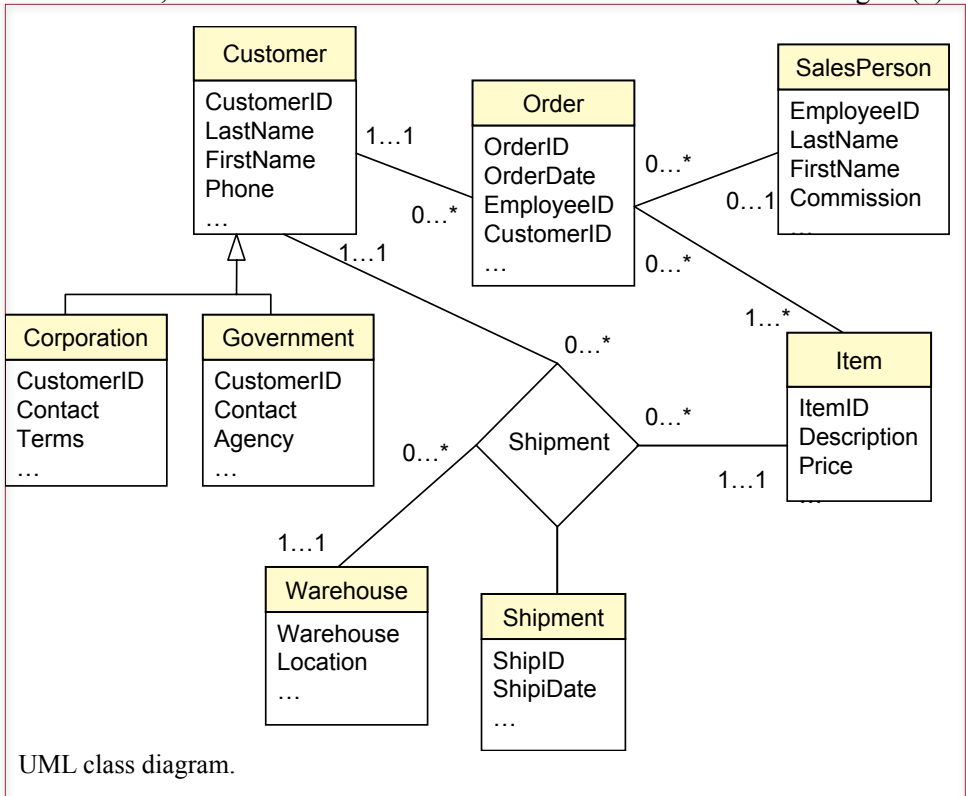 Customer
CustomerID
LastName
FirstName
Phone
…
Order
OrderID
OrderDate
EmployeeID
CustomerID
…
SalesPerson
EmployeeID
LastName
FirstName
Commission
…
1…1
0…*
0…*
0…1
1…1
0…*
1…*
Corporation
CustomerID
Contact
Terms
…
Government
CustomerID
Contact
Agency
…
0…*
Item
ItemID
Description
Price
…
0…*
Shipment
0…*
1…1
1…1
Warehouse
Warehouse
Location
…
Shipment
ShipID
ShipiDate
…
UML class diagram.